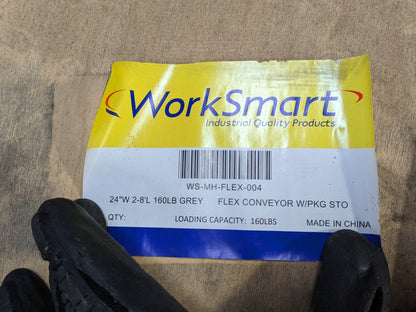 WorkSmart
Industrial Quality Products
WS-MH-FLEX-004
24"W 2-8'L 160LB GREY FLEX CONVEYOR W/PKG STO
QTY: LOADING CAPACITY: 160LBS MADE IN CHINA